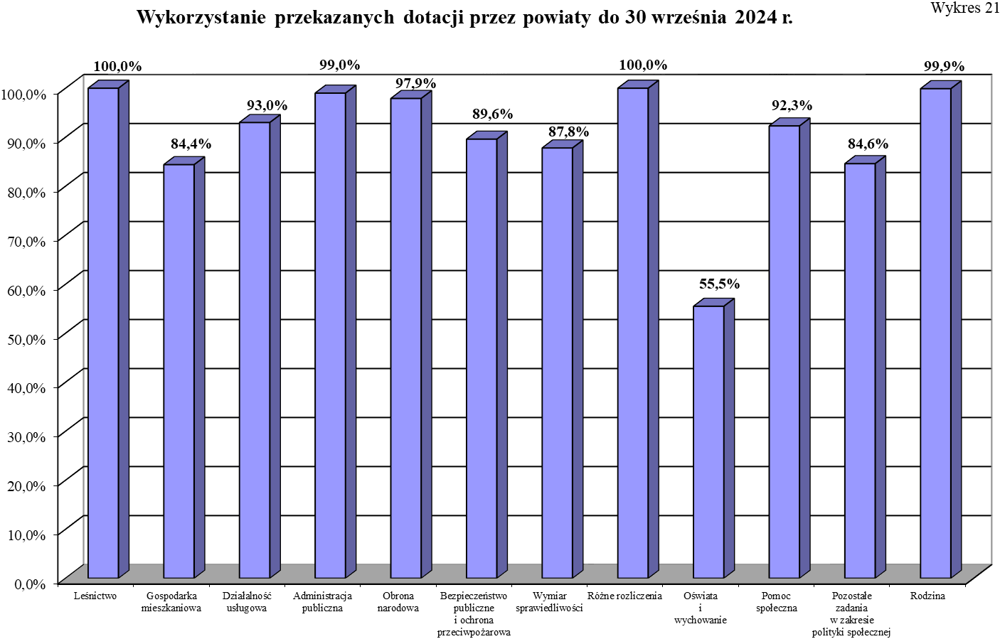 Wykres 21
Wykorzystanie przekazanych dotacji przez powiaty do 30 września 2024 r.
100,0%
84,4%
93,0%
99,0%
97,9%
89,6%
87,8%
100,0%
55,5%
92,3%
84,6%
99,9%
100,0%
90,0%
80,0%
70,0%
60,0%
50,0%
40,0%
30,0%
20,0%
10,0%
0,0%
Leśnictwo
Gospodarka
mieszkaniowa
Działalność
usługowa
Administracja
publiczna
Obrona
narodowa
Bezpieczeństwo
publiczne
i ochrona
przeciwpożarowa
Wymiar
sprawiedliwości
Różne rozliczenia
Oświata
i
wychowanie
Pomoc
społeczna
Pozostałe
zadania
w zakresie
polityki społecznej
Rodzina